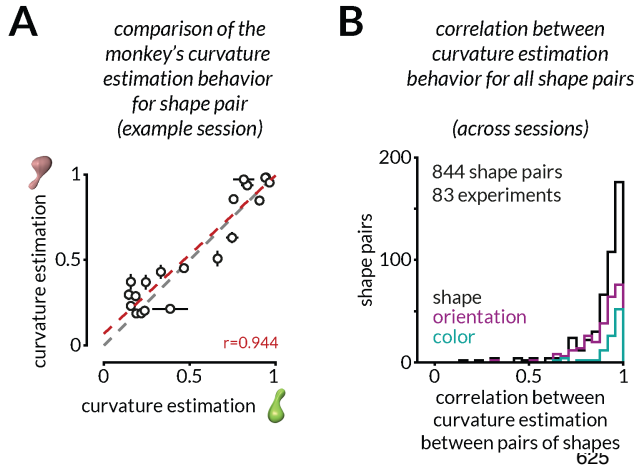 A
comparison of the
monkey's curvature
estimation behavior
for shape pair
(example session)
1
0.5
0
curvature estimation
r=0.944
0
0.5
1
curvature estimation
B
correlation between
curvature estimation
behavior for all shape pairs
(across sessions)
200
100
0
shape pairs
844 shape pairs
83 experiments
shape
orientation
color
0
0.5
1
correlation between
curvature estimation
between pairs of shapes
625